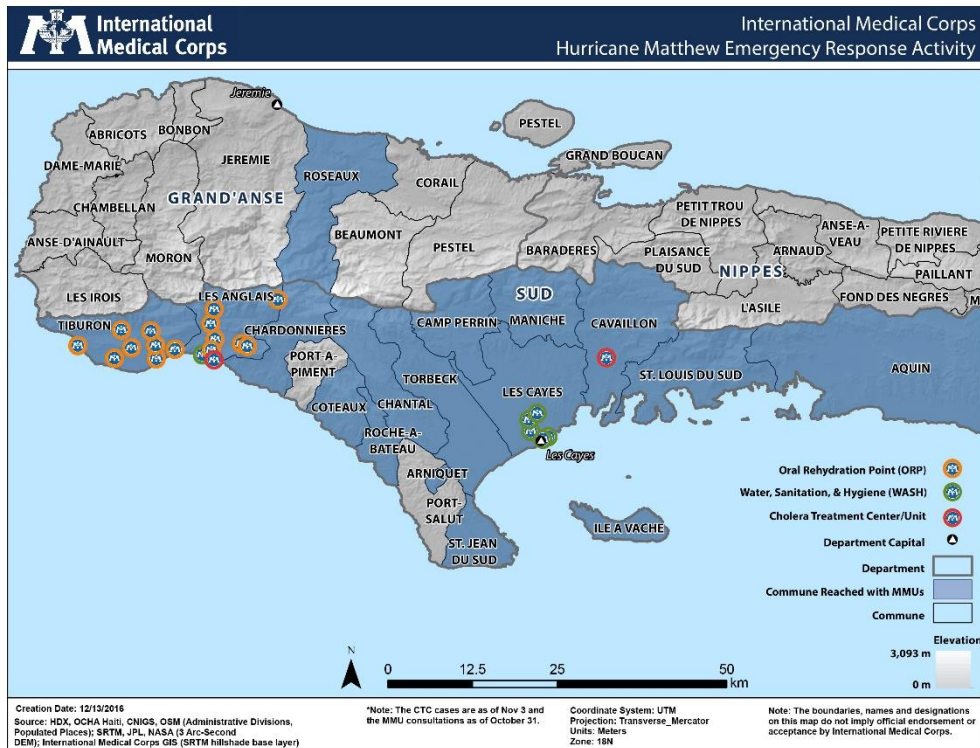 International
Medical Corps
International Medical Corps
Hurricane Matthew Emergency Response Activity
Jeremie
PESTEL
ABRICOTS
BONBON
GRAND BOUCAN
DAME-MARIE
JEREMIE
ROSEAUX
CORAIL
CHAMBELLAN
GRAND'ANSE
PETIT TROU
DE NIPPES
ANSE-A-
VEAU
PETITE RIVIERE
DE NIPPES
ANSE-D'AINAULT
BEAUMONT
PESTEL
BARADERES
PLAISANCE
DU SUD
ARNAUD
MORON
NIPPES
PAILLANT
LES IROIS
LES ANGLAIS
SUD
L'ASILE
FOND DES NEGRES
M
TIBURON
CHARDONNIERES
CAMP PERRIN
MANICHE
CAVAILLON
PORT-A-
PIMENT
TORBECK
LES CAYES
ST. LOUIS DU SUD
AQUIN
COTEAUX
CHANTAL
ROCHE-A-
BATEAU
Les Cayes
ARNIQUET
PORT-
SALUT
ST. JEAN
DU SUD
ILE A VACHE
Oral Rehydration Point (ORP)
Water, Sanitation, & Hygiene (WASH)
Cholera Treatment Center/Unit
Department Capital
Department
Commune Reached with MMUs
Commune
Elevation
3,093 m
0 m
N
0 12.5 25 50
km
Creation Date: 12/13/2016
Source: HDX, OCHA Haiti, CNIGS, OSM (Administrative Divisions,
Populated Places); SRTM, JPL, NASA (3 Arc-Second
DEM); International Medical Corps GIS (SRTM hillshade base layer)
*Note: The CTC cases are as of Nov 3 and
the MMU consultations as of October 31.
Coordinate System: UTM
Projection: Transverse_Mercator
Units: Meters
Zone: 18N
Note: The boundaries, names and designations
on this map do not imply official endorsement or
acceptance by International Medical Corps.